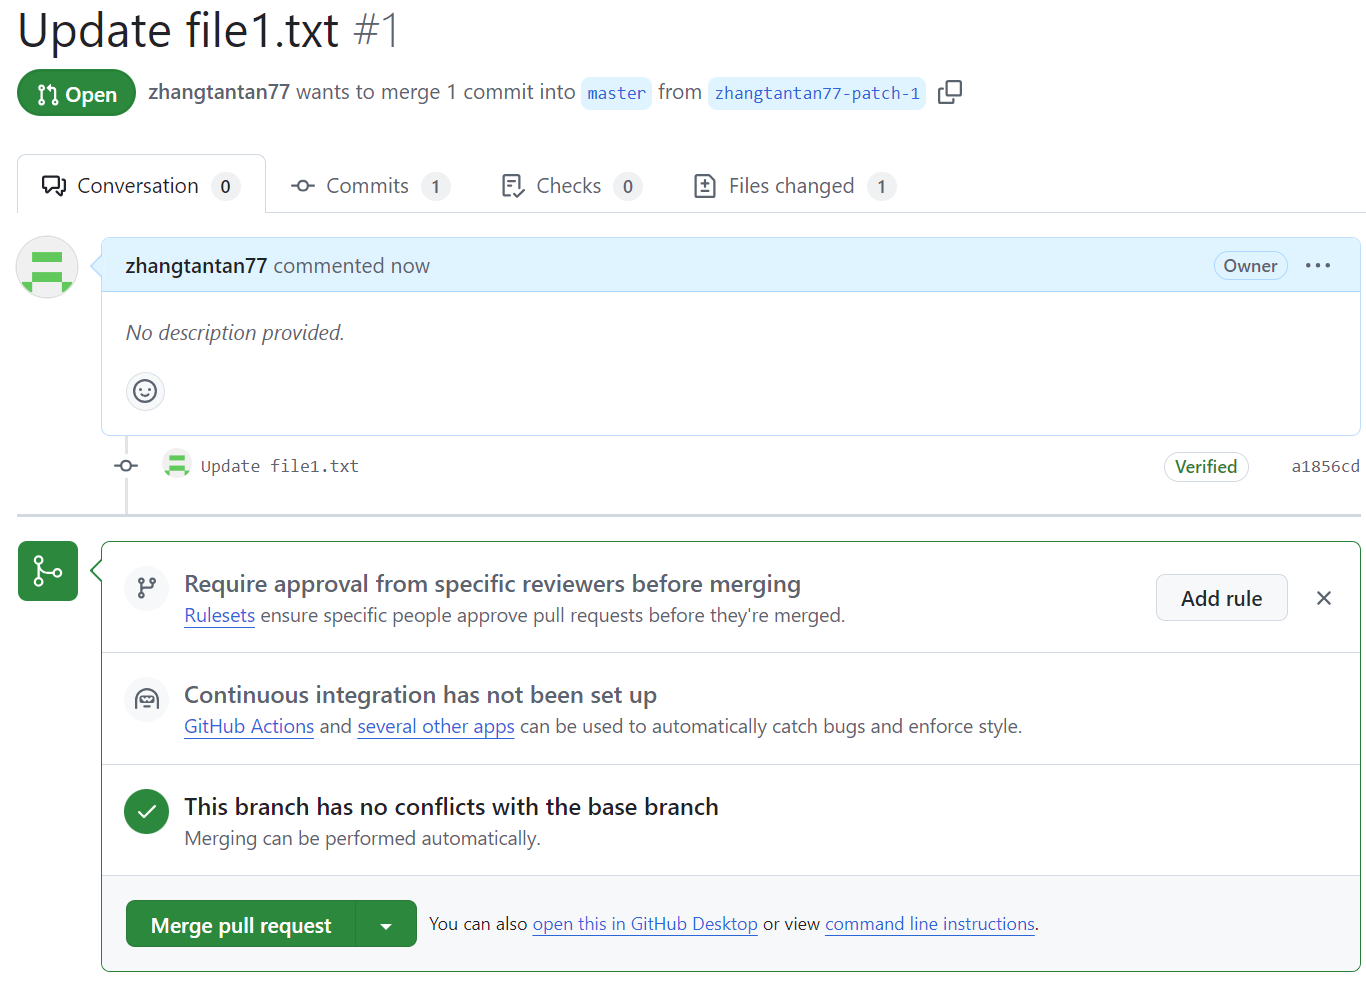 Update file1.txt #1
Open zhangtantan77 wants to merge 1 commit into master from zhangtantan77-patch-1
Conversation 0 Commits 1 Checks 0 Files changed 1
zhangtantan77 commented now Owner
No description provided.
Update file1.txt Verified a1856cd
Require approval from specific reviewers before merging
Rulesets ensure specific people approve pull requests before they're merged.
Add rule
Continuous integration has not been set up
GitHub Actions and several other apps can be used to automatically catch bugs and enforce style.
This branch has no conflicts with the base branch
Merging can be performed automatically.
Merge pull request You can also open this in GitHub Desktop or view command line instructions.